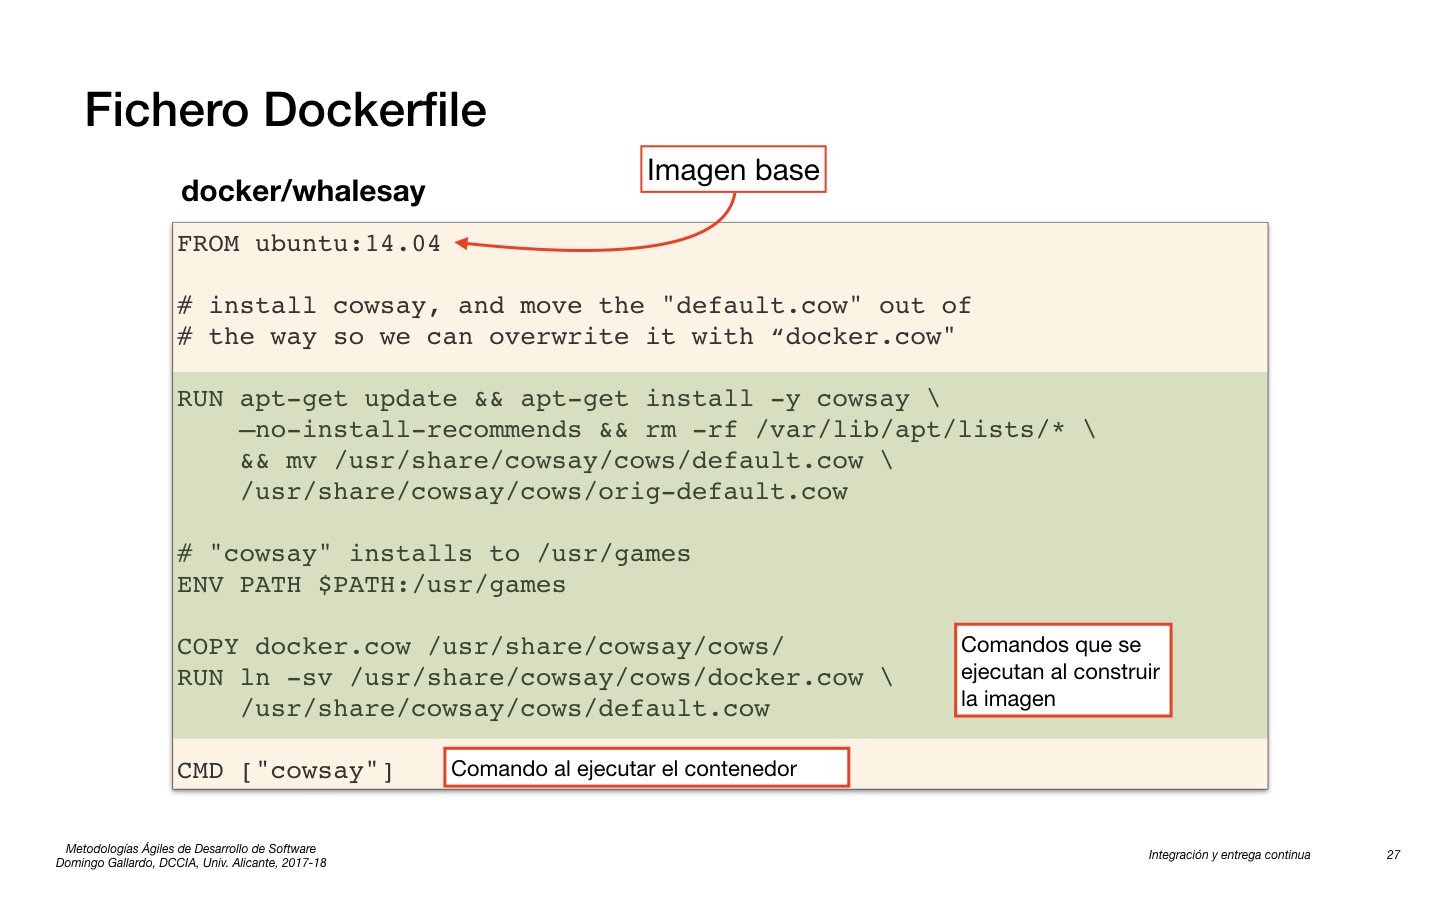 Fichero Dockerfile
Imagen base
docker/whalesay
FROM ubuntu:14.04
# install cowsay, and move the "default.cow" out of
# the way so we can overwrite it with “docker.cow"
RUN apt-get update && apt-get install -y cowsay \
—no-install-recommends && rm -rf /var/lib/apt/lists/* \
&& mv /usr/share/cowsay/cows/default.cow \
/usr/share/cowsay/cows/orig-default.cow
# "cowsay" installs to /usr/games
ENV PATH $PATH:/usr/games
COPY docker.cow /usr/share/cowsay/cows/
RUN ln -sv /usr/share/cowsay/cows/docker.cow \
/usr/share/cowsay/cows/default.cow
Comandos que se
ejecutan al construir
la imagen
CMD ["cowsay"]
Comando al ejecutar el contenedor
Metodologías Ágiles de Desarrollo de Software
Domingo Gallardo, DCCIA, Univ. Alicante, 2017-18
Integración y entrega continua
27